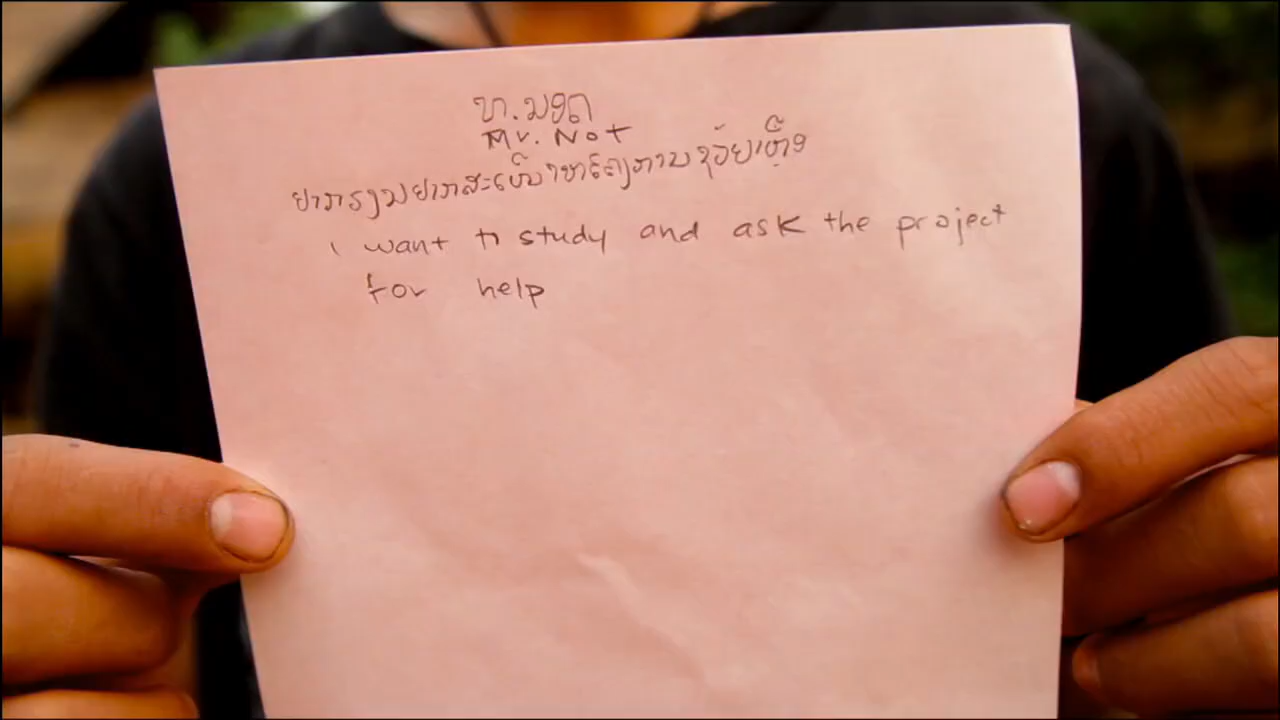 ທ. ນອດ
Mr. Not
ຢາກຮຽນຢາກສະເໜີໃຫ້ໂຄງການຊ່ວຍເຫຼືອ
i want to study and ask the project
for help